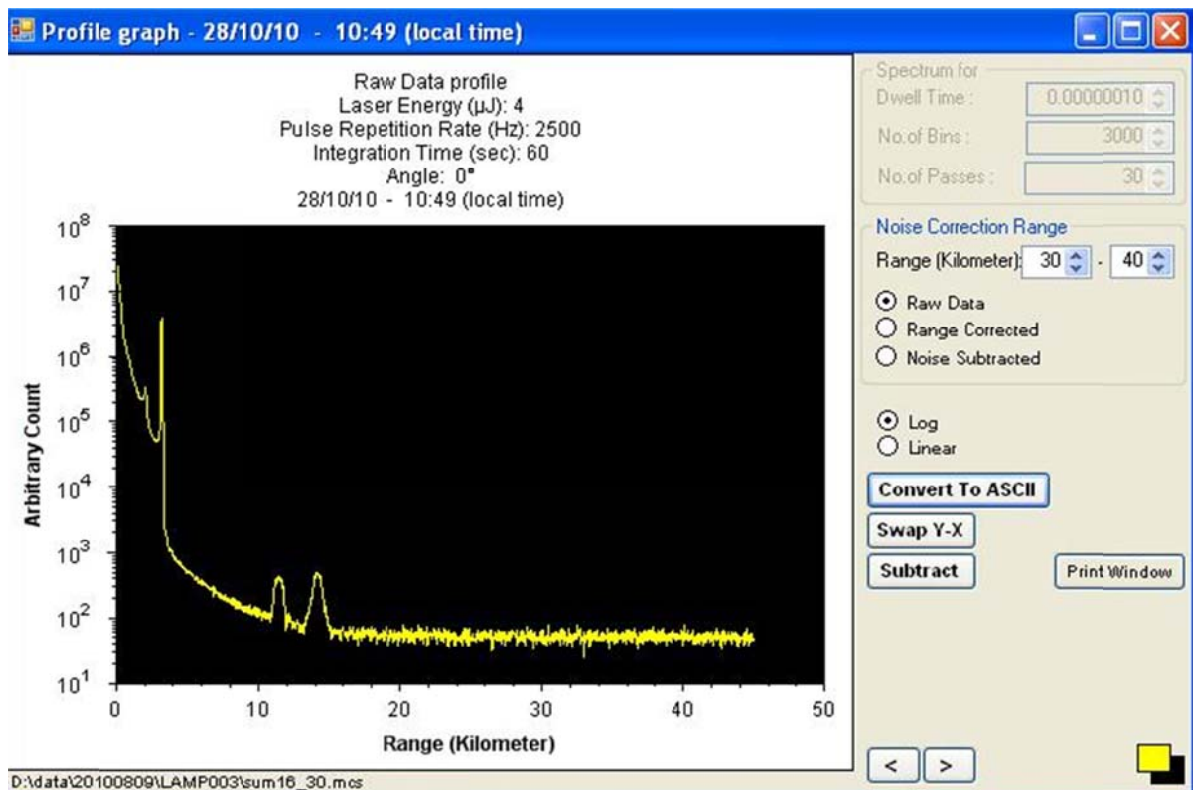 Profile graph - 28/10/10 - 10:49 (local time)
Raw Data profile
Laser Energy (µJ): 4
Pulse Repetition Rate (Hz): 2500
Integration Time (sec): 60
Angle: 0°
28/10/10 - 10:49 (local time)
10^8
10^7
10^6
10^5
10^4
10^3
10^2
10^1
Arbitrary Count
0 10 20 30 40 50
Range (Kilometer)
D:\data\20100809\LAMP003\sum16_30.mcs
Spectrum for
Dwell Time : 0.00000010
No.of Bins : 3000
No.of Passes : 30
Noise Correction Range
Range (Kilometer): 30 - 40
Raw Data
Range Corrected
Noise Subtracted
Log
Linear
Convert To ASCII
Swap Y-X
Subtract Print Window
< >